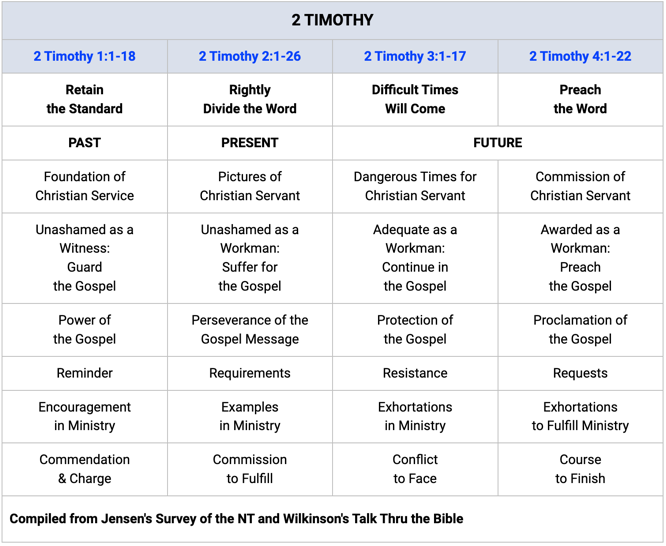 2 TIMOTHY
2 Timothy 1:1-18
2 Timothy 2:1-26
2 Timothy 3:1-17
2 Timothy 4:1-22
Retain
the Standard
Rightly
Divide the Word
Difficult Times
Will Come
Preach
the Word
PAST
PRESENT
FUTURE
Foundation of
Christian Service
Pictures of
Christian Servant
Dangerous Times for
Christian Servant
Commission of
Christian Servant
Unashamed as a
Witness:
Guard
the Gospel
Unashamed as a
Workman:
Suffer for
the Gospel
Adequate as a
Workman:
Continue in
the Gospel
Awarded as a
Workman:
Preach
the Gospel
Power of
the Gospel
Perseverance of the
Gospel Message
Protection of
the Gospel
Proclamation of
the Gospel
Reminder
Requirements
Resistance
Requests
Encouragement
in Ministry
Examples
in Ministry
Exhortations
in Ministry
Exhortations
to Fulfill Ministry
Commendation
& Charge
Commission
to Fulfill
Conflict
to Face
Course
to Finish
Compiled from Jensen's Survey of the NT and Wilkinson's Talk Thru the Bible